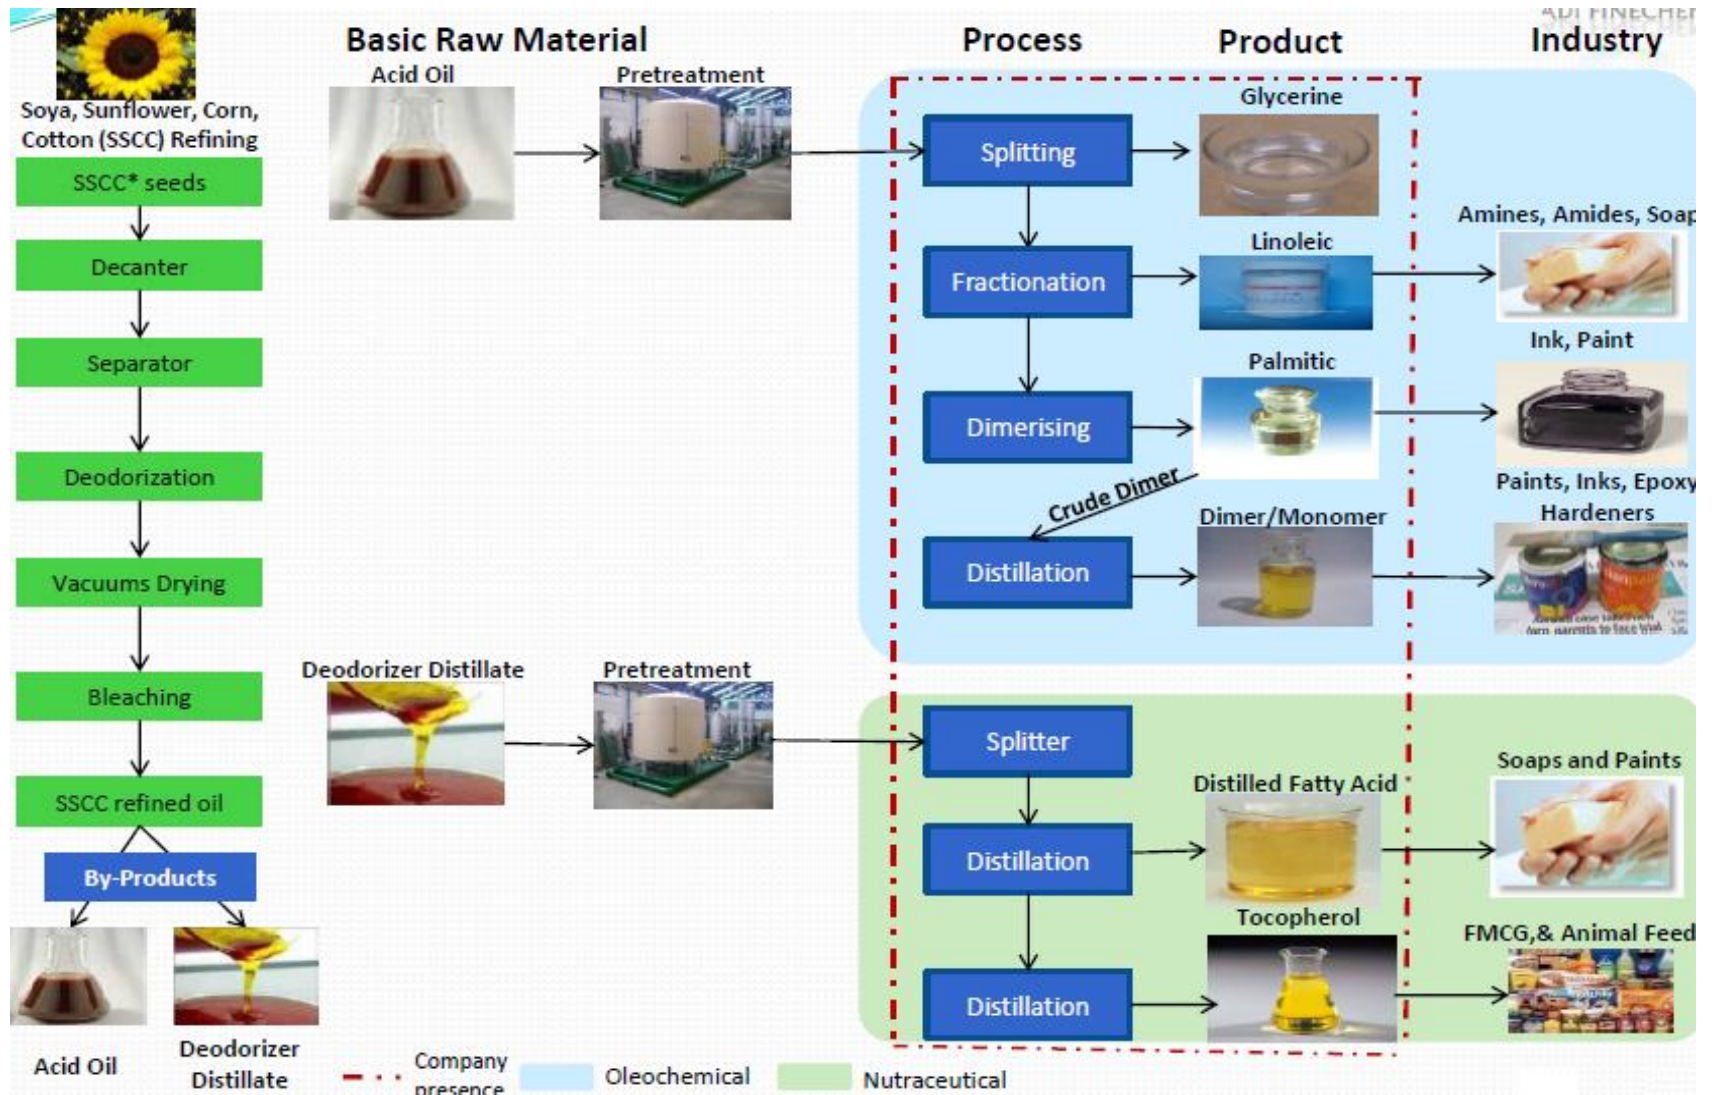 ADI FINECHEM
Basic Raw Material
Process
Product
Industry
Soya, Sunflower, Corn,
Cotton (SSCC) Refining
SSCC* seeds
Decanter
Separator
Deodorization
Vacuums Drying
Bleaching
SSCC refined oil
By-Products
Acid Oil
Deodorizer
Distillate
Acid Oil
Pretreatment
Splitting
Glycerine
Fractionation
Linoleic
Amines, Amides, Soap
Dimerising
Palmitic
Ink, Paint
Crude Dimer
Distillation
Dimer/Monomer
Paints, Inks, Epoxy
Hardeners
Deodorizer Distillate
Pretreatment
Splitter
Distillation
Distilled Fatty Acid
Soaps and Paints
Distillation
Tocopherol
FMCG,& Animal Feed
Company
presence
Oleochemical
Nutraceutical